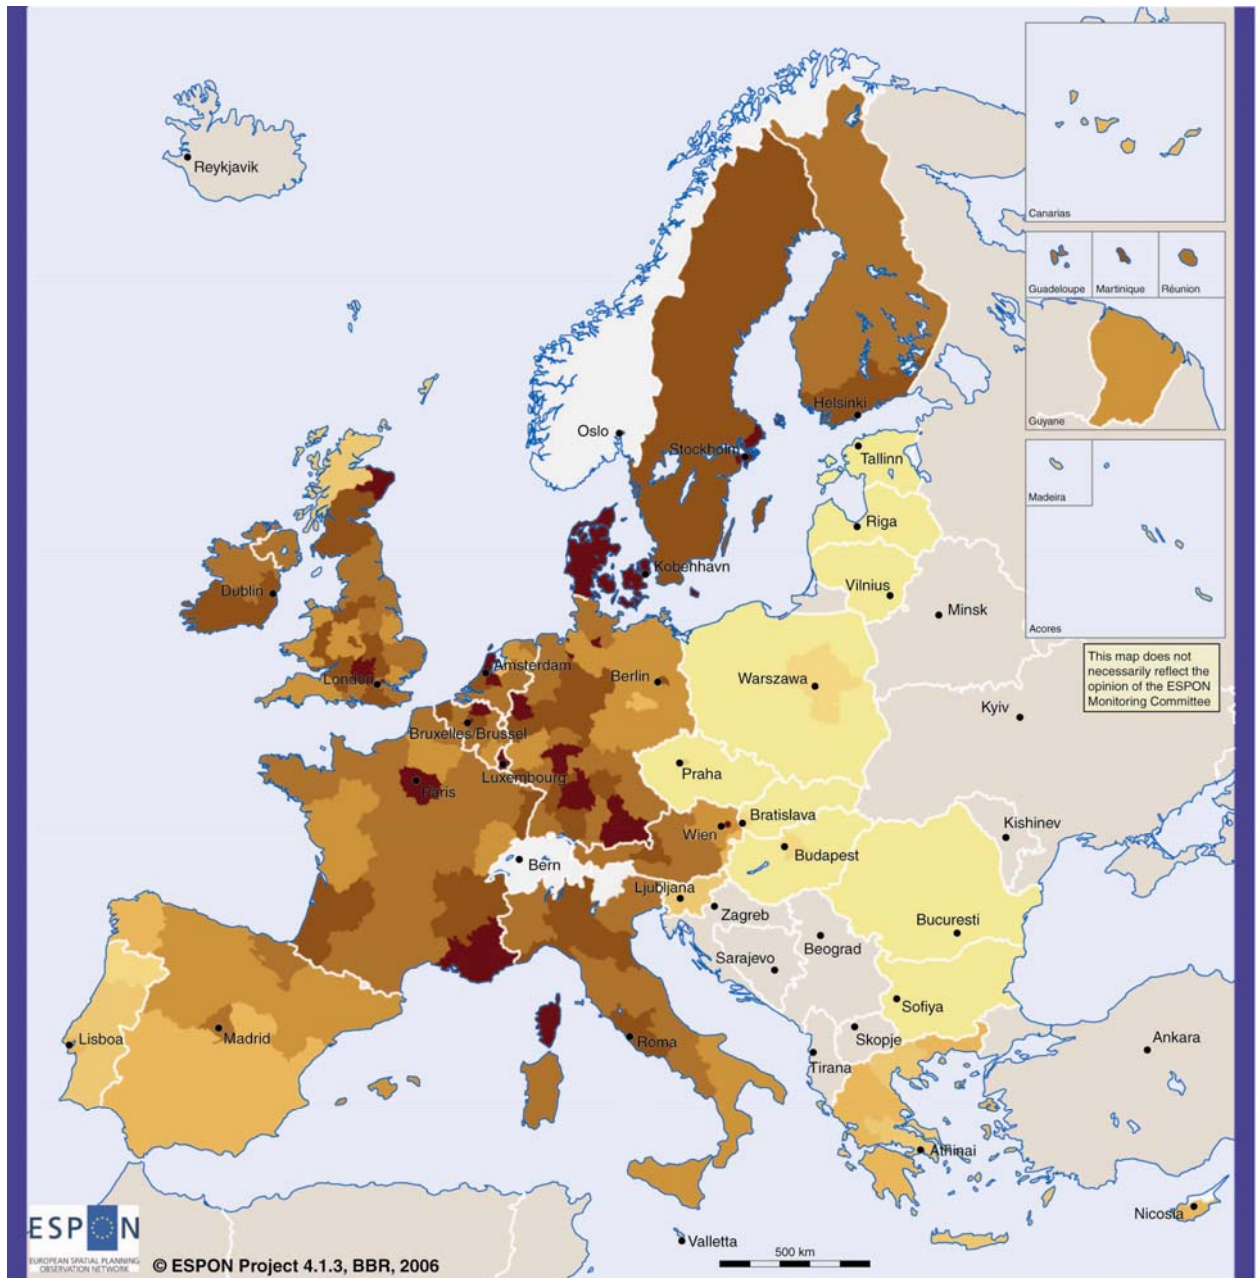 Reykjavik
Canarias
Guadeloupe
Martinique
Réunion
Guyane
Oslo
Helsinki
Stockholm
Tallinn
Madeira
Riga
Kobenhavn
Vilnius
Dublin
Minsk
Acores
This map does not
necessarily reflect the
opinion of the ESPON
Monitoring Committee
Amsterdam
London
Berlin
Warszawa
Kyiv
Bruxelles/Brussel
Luxembourg
Praha
Paris
Bratislava
Wien
Kishinev
Budapest
Bern
Ljubljana
Zagreb
Bucuresti
Beograd
Sarajevo
Sofiya
Lisboa
Madrid
Roma
Skopje
Ankara
Tirana
Athinai
Nicosia
Valletta
500 km
ESPON
EUROPEAN SPATIAL PLANNING
OBSERVATION NETWORK
© ESPON Project 4.1.3, BBR, 2006